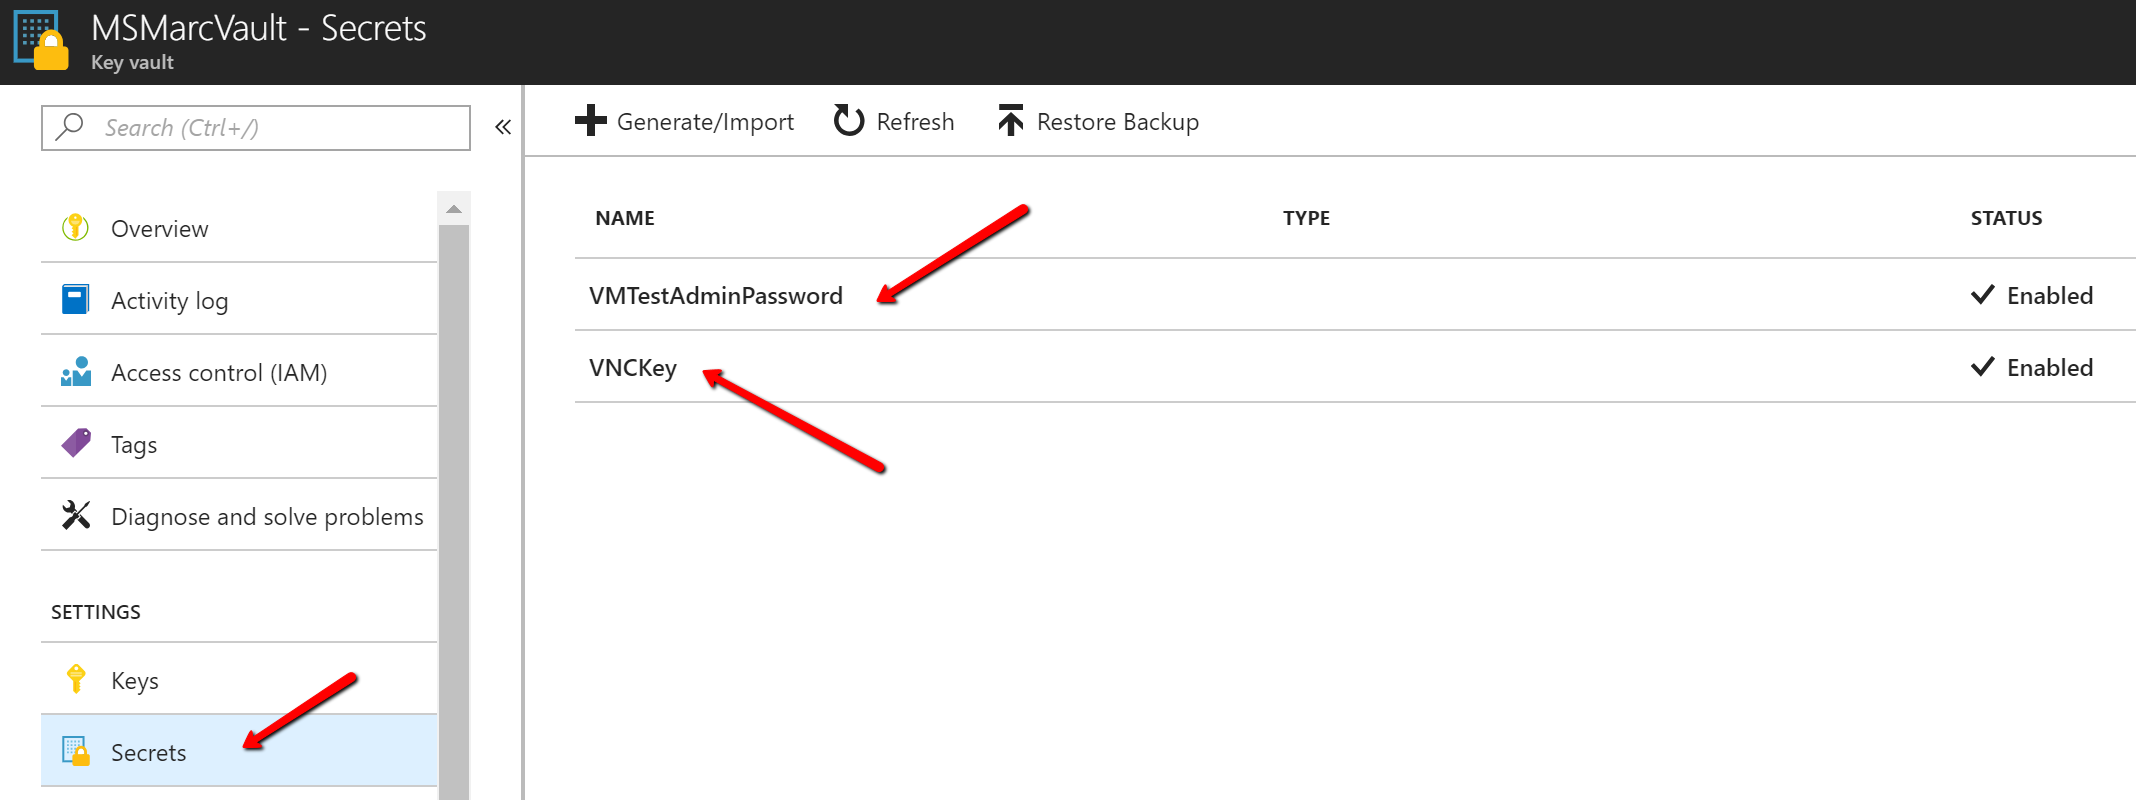 MSMarcVault - Secrets
Key vault
Search (Ctrl+/)
«
Overview
Activity log
Access control (IAM)
Tags
Diagnose and solve problems
SETTINGS
Keys
Secrets
Generate/Import Refresh Restore Backup
NAME TYPE STATUS
VMTestAdminPassword Enabled
VNCKey Enabled